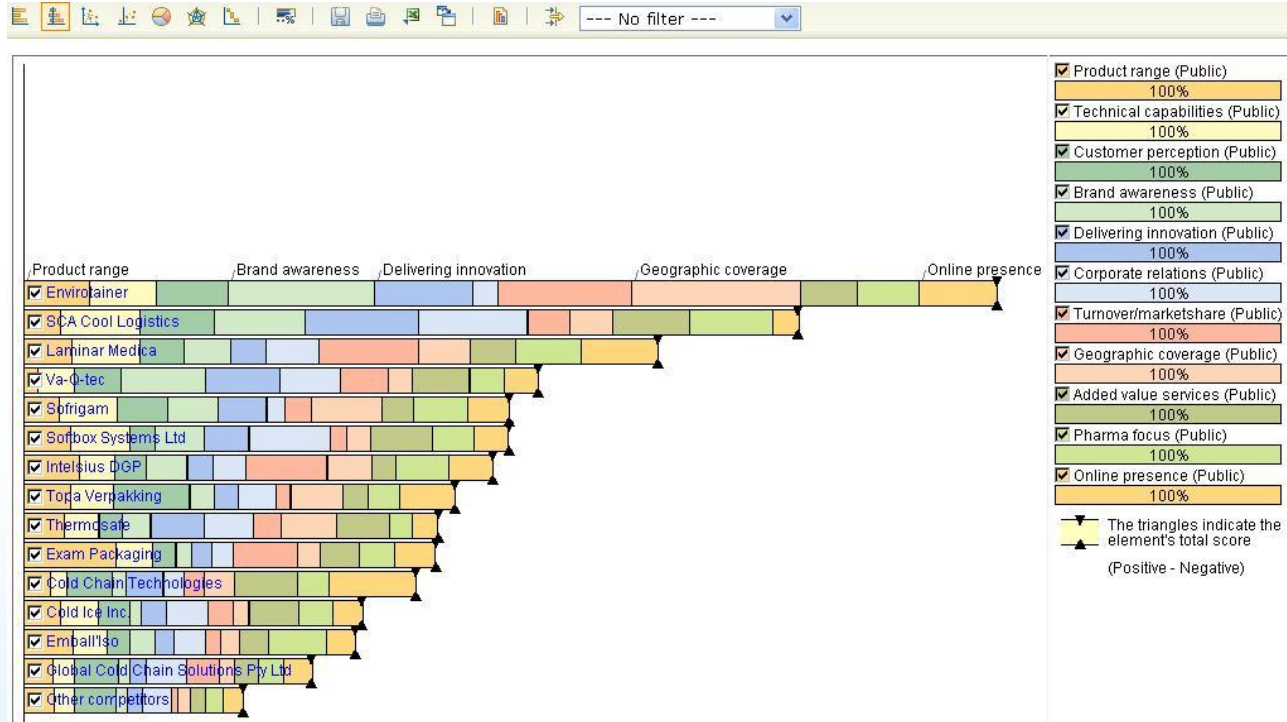 --- No filter ---
Product range Brand awareness Delivering innovation Geographic coverage Online presence
Envirotainer
SCA Cool Logistics
Laminar Medica
Va-Q-tec
Sofrigam
Softbox Systems Ltd
Intelsius DGP
Topa Verpakking
Thermosafe
Exam Packaging
Cold Chain Technologies
Cold Ice Inc.
Emball'Iso
Global Cold Chain Solutions Pty Ltd
Other competitors
Product range (Public)
100%
Technical capabilities (Public)
100%
Customer perception (Public)
100%
Brand awareness (Public)
100%
Delivering innovation (Public)
100%
Corporate relations (Public)
100%
Turnover/marketshare (Public)
100%
Geographic coverage (Public)
100%
Added value services (Public)
100%
Pharma focus (Public)
100%
Online presence (Public)
100%
The triangles indicate the
element's total score
(Positive - Negative)